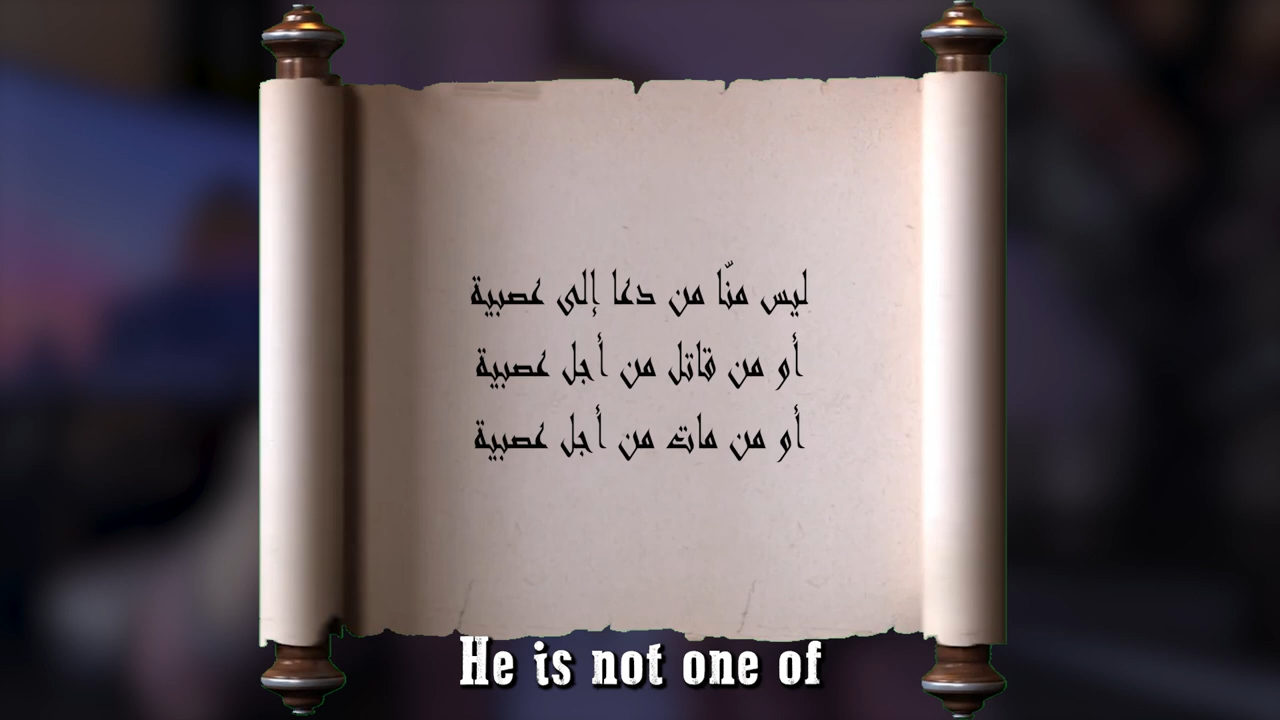 ليس منّا من دعا إلى عصبية
أو من قاتل من أجل عصبية
أو من مات من أجل عصبية
He is not one of